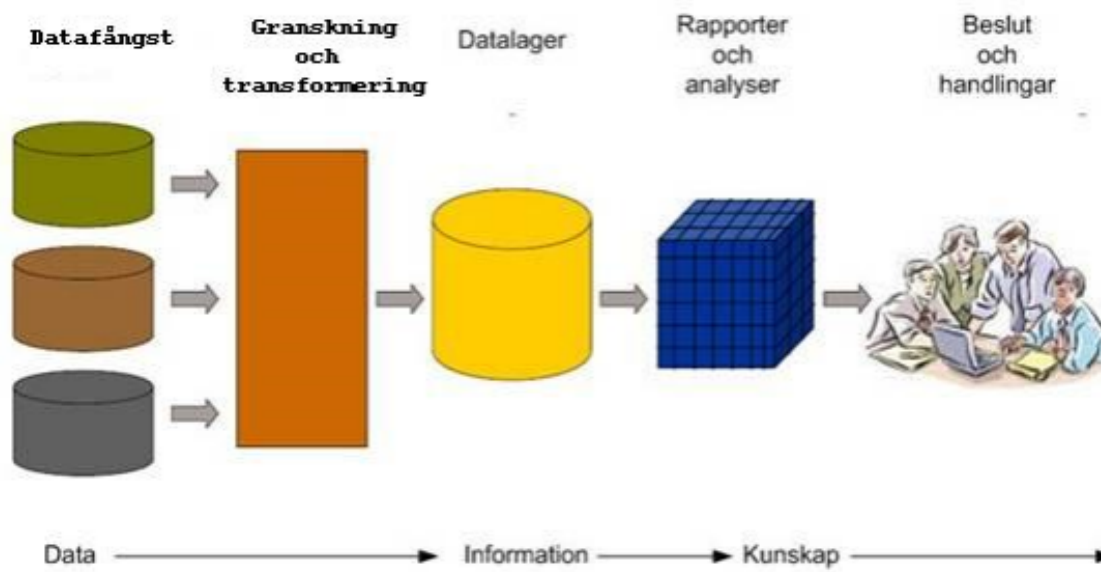 Datafångst
Granskning
och
transformering
Datalager
Rapporter
och
analyser
Beslut
och
handlingar
Data
Information
Kunskap